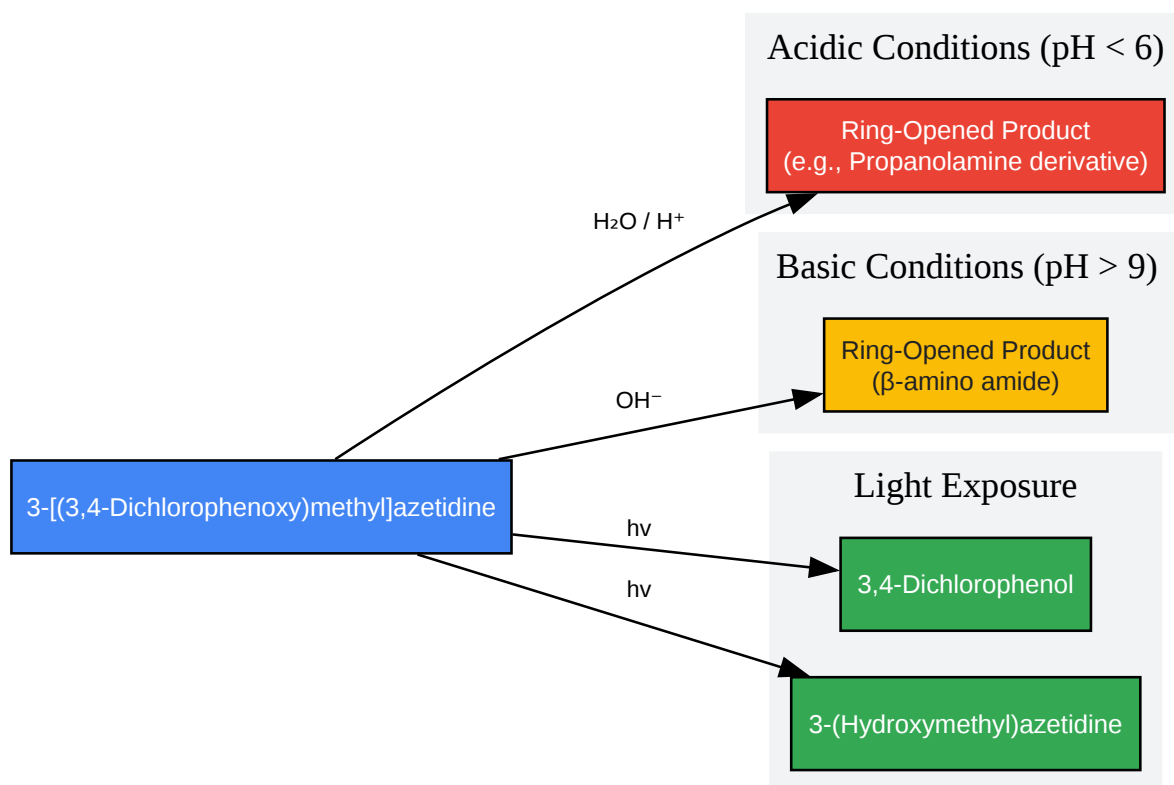 Acidic Conditions (pH < 6)
Ring-Opened Product
(e.g., Propanolamine derivative)
H₂O / H⁺
Basic Conditions (pH > 9)
Ring-Opened Product
(β-amino amide)
OH⁻
3-[(3,4-Dichlorophenoxy)methyl]azetidine
Light Exposure
hv
3,4-Dichlorophenol
hv
3-(Hydroxymethyl)azetidine